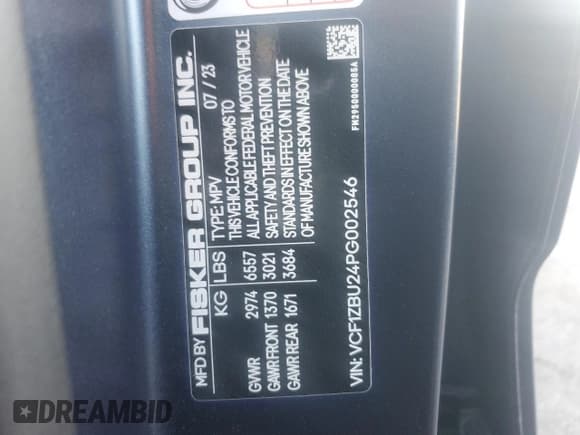 MFD BY FISKER GROUP INC.
KG LBS TYPE: MPV 07 / 23
GVWR 2974 6557
GAWR FRONT 1370 3021
GAWR REAR 1671 3684
THIS VEHICLE CONFORMS TO
ALL APPLICABLE FEDERAL MOTOR VEHICLE
SAFETY AND THEFT PREVENTION
STANDARDS IN EFFECT ON THE DATE
OF MANUFACTURE SHOWN ABOVE
VIN: VCF1ZBU24PG002546
FM29S0000085A
DREAMBID